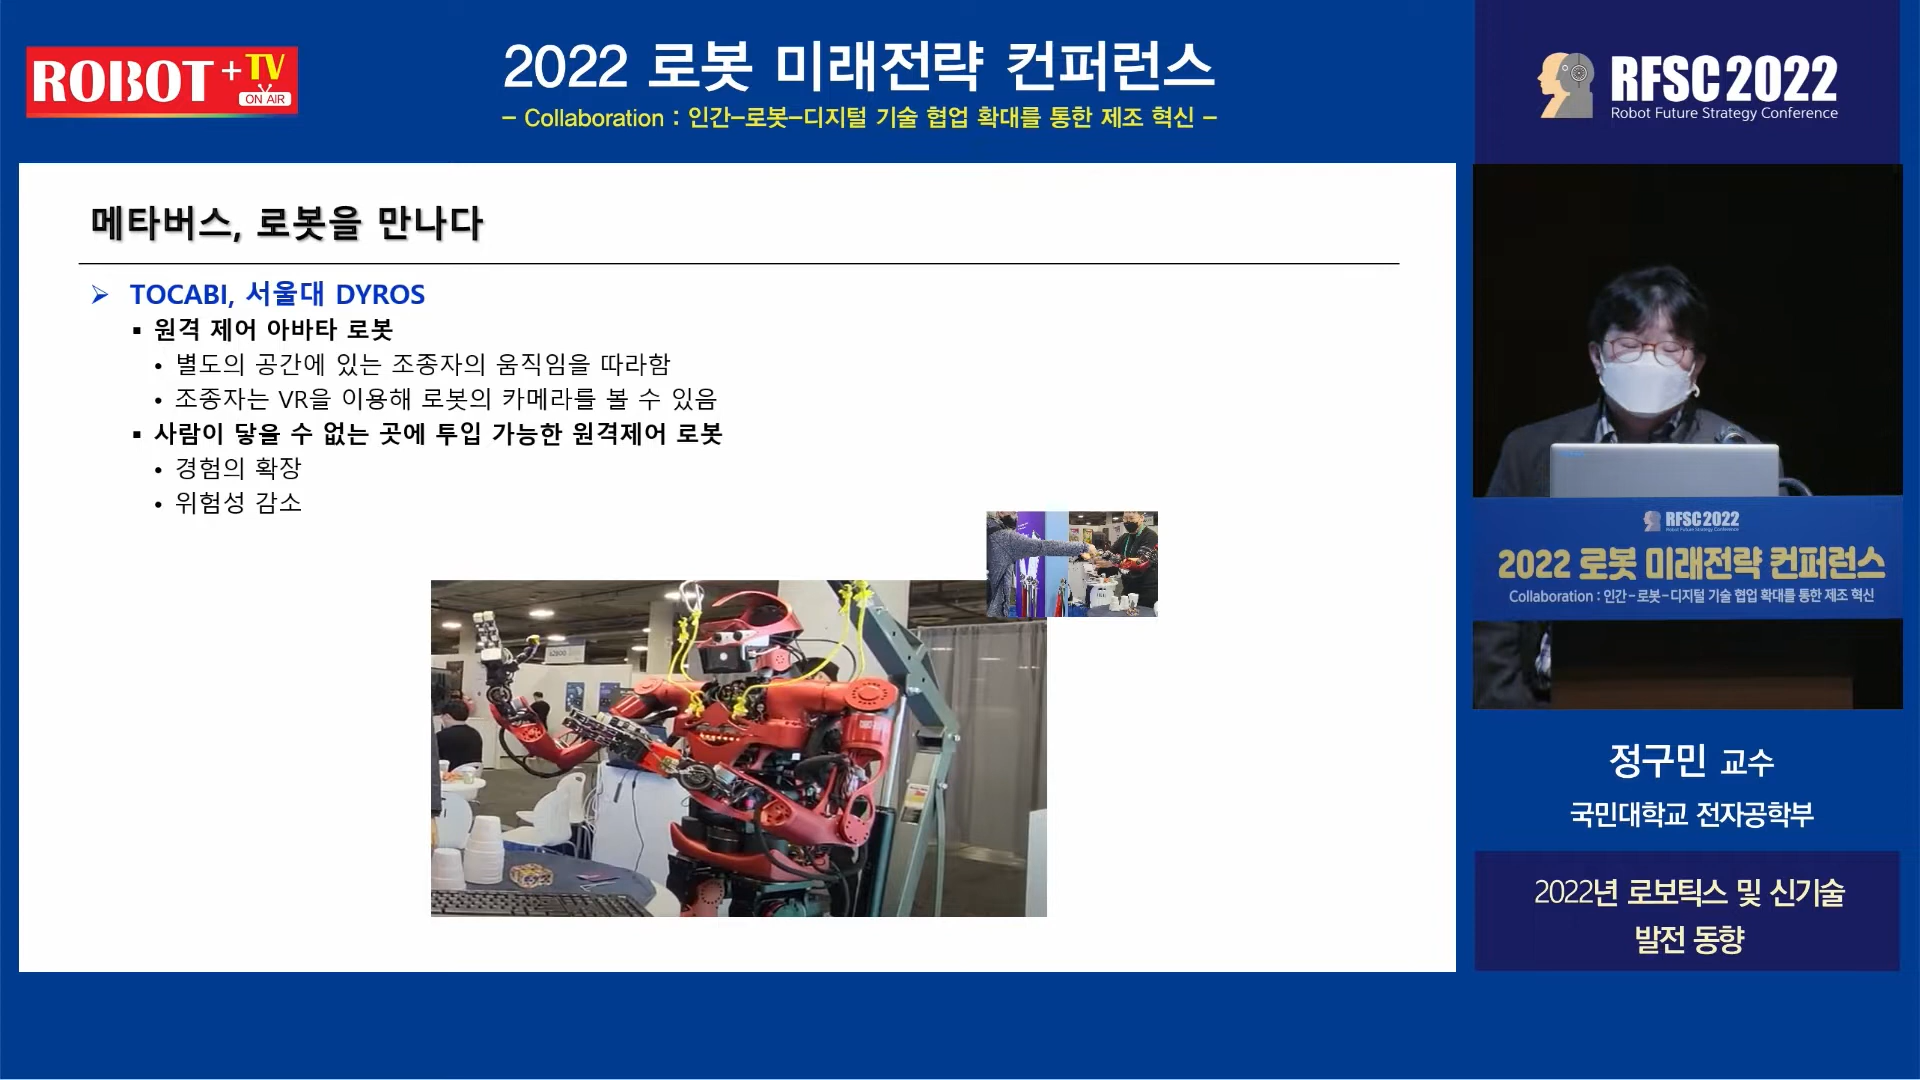 ROBOT+TV
ON AIR
2022 로봇 미래전략 컨퍼런스
– Collaboration : 인간–로봇–디지털 기술 협업 확대를 통한 제조 혁신 –
RFSC 2022
Robot Future Strategy Conference
메타버스, 로봇을 만나다
➢ TOCABI, 서울대 DYROS
▪ 원격 제어 아바타 로봇
• 별도의 공간에 있는 조종자의 움직임을 따라함
• 조종자는 VR을 이용해 로봇의 카메라를 볼 수 있음
▪ 사람이 닿을 수 없는 곳에 투입 가능한 원격제어 로봇
• 경험의 확장
• 위험성 감소
RFSC 2022
Robot Future Strategy Conference
2022 로봇 미래전략 컨퍼런스
Collaboration : 인간-로봇-디지털 기술 협업 확대를 통한 제조 혁신
정구민 교수
국민대학교 전자공학부
2022년 로보틱스 및 신기술
발전 동향